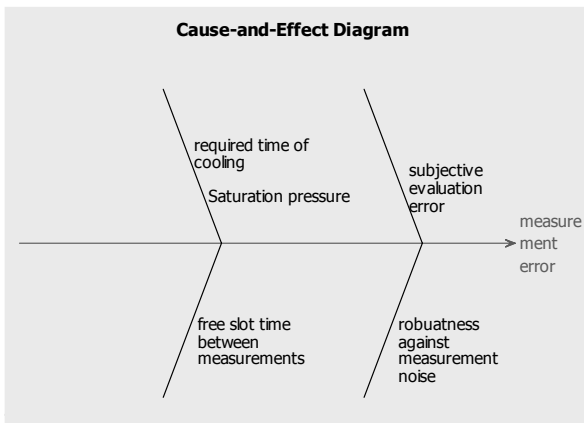 Cause-and-Effect Diagram
required time of
cooling
Saturation pressure
subjective
evaluation
error
measure
ment
error
free slot time
between
measurements
robuatness
against
measurement
noise